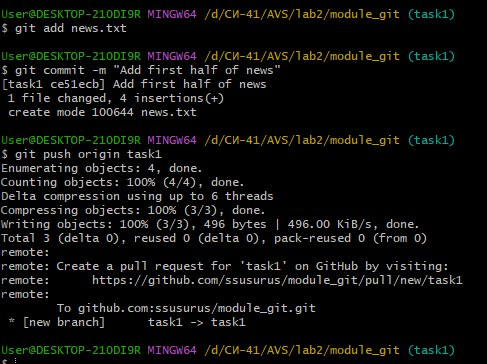 User@DESKTOP-21ODI9R MINGW64 /d/СИ-41/AVS/lab2/module_git (task1)
$ git add news.txt
User@DESKTOP-21ODI9R MINGW64 /d/СИ-41/AVS/lab2/module_git (task1)
$ git commit -m "Add first half of news"
[task1 ce51ecb] Add first half of news
 1 file changed, 4 insertions(+)
 create mode 100644 news.txt
User@DESKTOP-21ODI9R MINGW64 /d/СИ-41/AVS/lab2/module_git (task1)
$ git push origin task1
Enumerating objects: 4, done.
Counting objects: 100% (4/4), done.
Delta compression using up to 6 threads
Compressing objects: 100% (3/3), done.
Writing objects: 100% (3/3), 496 bytes | 496.00 KiB/s, done.
Total 3 (delta 0), reused 0 (delta 0), pack-reused 0 (from 0)
remote:
remote: Create a pull request for 'task1' on GitHub by visiting:
remote:      https://github.com/ssusurus/module_git/pull/new/task1
remote:
To github.com:ssusurus/module_git.git
 * [new branch]      task1 -> task1
User@DESKTOP-21ODI9R MINGW64 /d/СИ-41/AVS/lab2/module_git (task1)
$